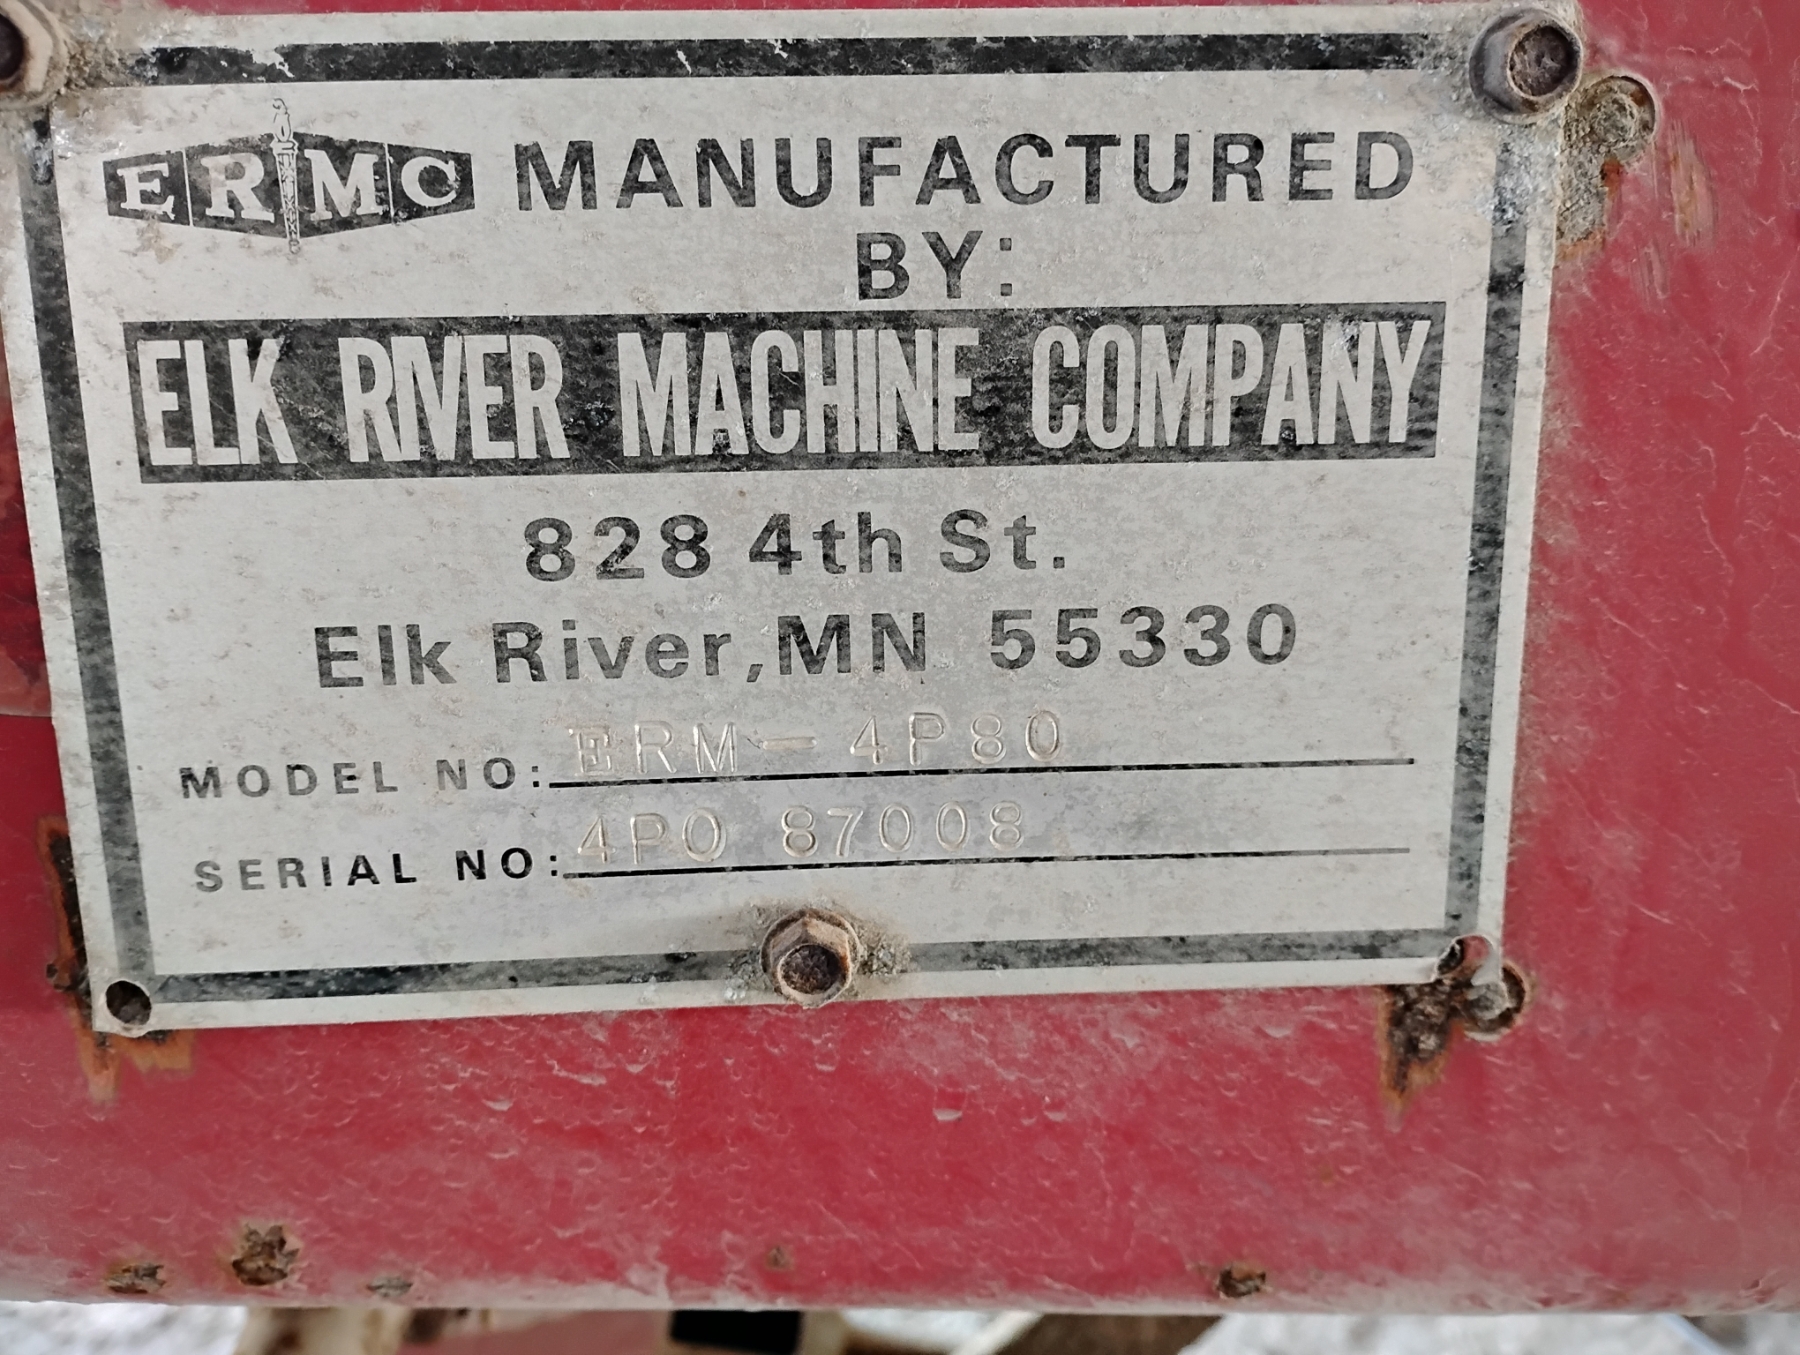 ERMC MANUFACTURED
BY:
ELK RIVER MACHINE COMPANY
828 4th St.
Elk River, MN 55330
MODEL NO: ERM-4P80
SERIAL NO: 4PO 87008